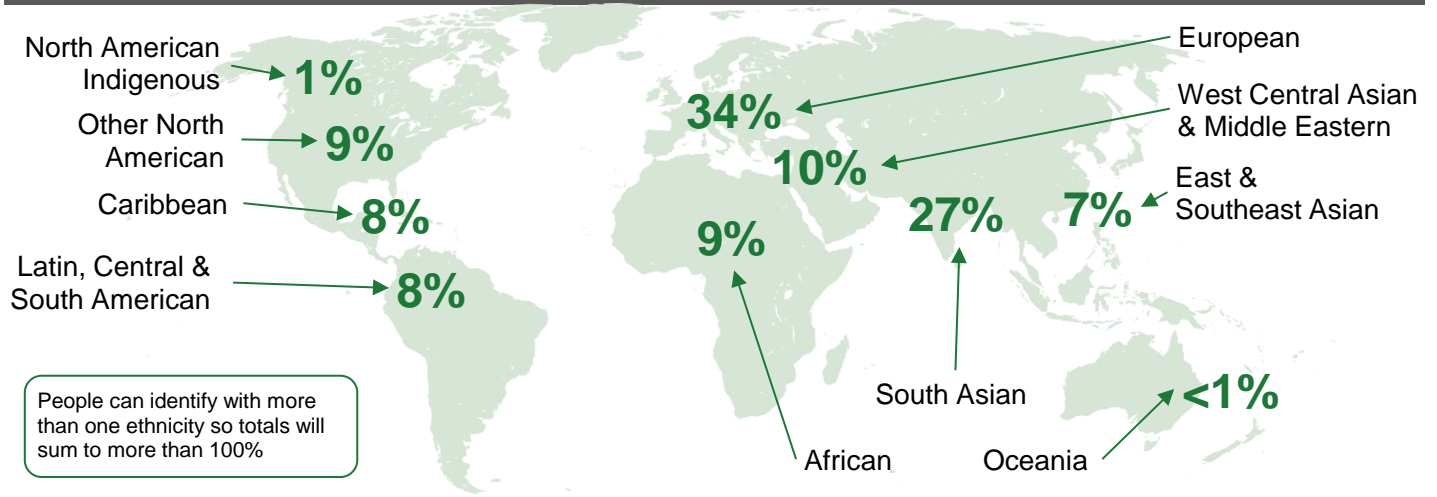 North American
Indigenous
1%
Other North
American
9%
Caribbean
8%
Latin, Central &
South American
8%
European
34%
West Central Asian
& Middle Eastern
10%
East &
Southeast Asian
7%
27%
South Asian
9%
African
<1%
Oceania
People can identify with more
than one ethnicity so totals will
sum to more than 100%